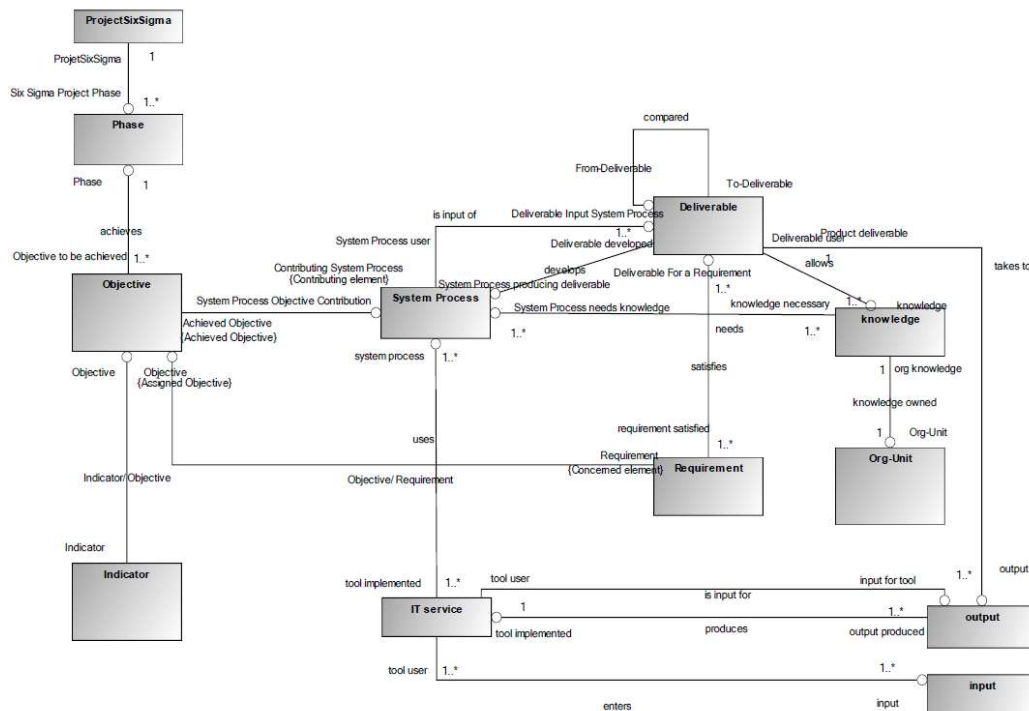 ProjectSixSigma
ProjetSixSigma
1
Six Sigma Project Phase
1..*
Phase
Phase
1
achieves
Objective to be achieved
1..*
Objective
compared
From-Deliverable
To-Deliverable
Deliverable
is input of
Deliverable Input System Process
1..*
System Process user
Deliverable developed
Deliverable user
Product deliverable
1
allows
takes to
develops
Deliverable For a Requirement
1..*
Contributing System Process
{Contributing element}
System Process producing deliverable
System Process
System Process Objective Contribution
System Process needs knowledge
1..*
knowledge necessary
1..*
1..*
knowledge
knowledge
Achieved Objective
{Achieved Objective}
needs
system process
1..*
Objective
Objective
{Assigned Objective}
satisfies
1
org knowledge
knowledge owned
1
Org-Unit
Org-Unit
uses
requirement satisfied
1..*
Requirement
{Concerned element}
Requirement
Indicator/ Objective
Objective/ Requirement
Indicator
Indicator
tool implemented
1..*
IT service
tool user
input for tool
is input for
1..*
output
1
1..*
tool implemented
produces
output produced
output
tool user
1..*
1..*
input
enters
input